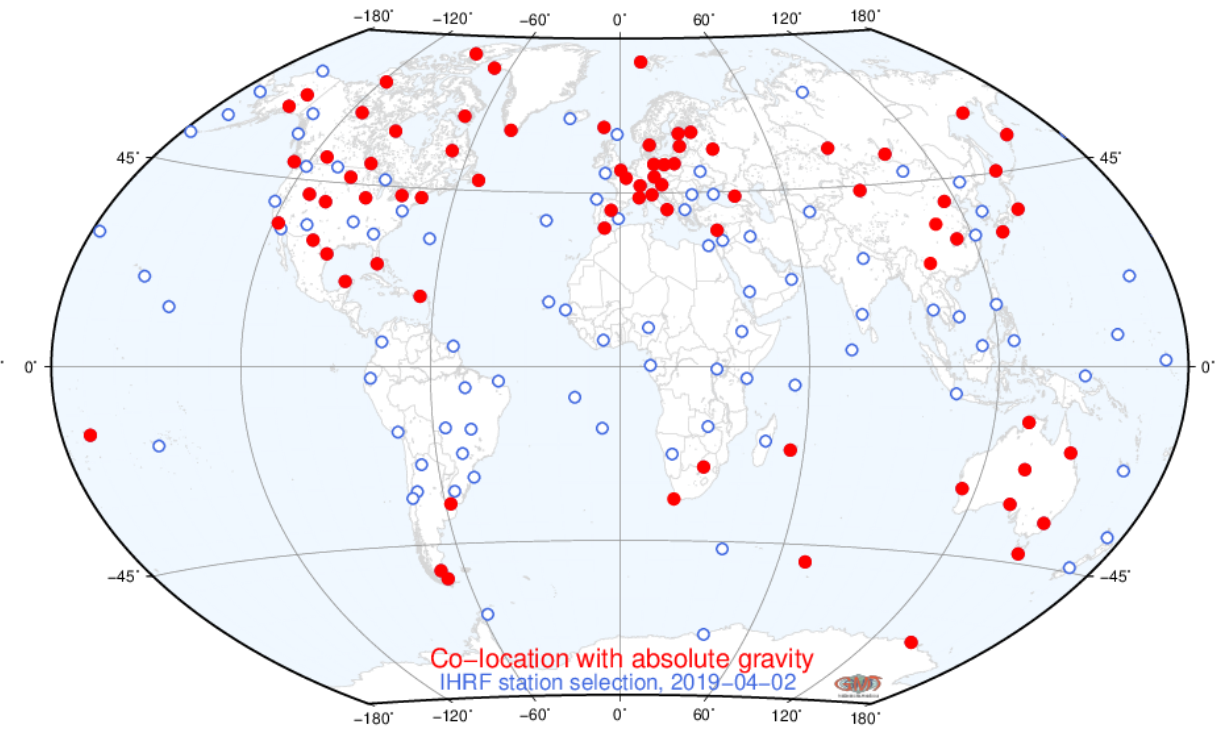 −180° −120° −60° 0° 60° 120° 180°
45° 45°
0° 0°
−45° −45°
Co−location with absolute gravity
IHRF station selection, 2019−04−02
−180° −120° −60° 0° 60° 120° 180°